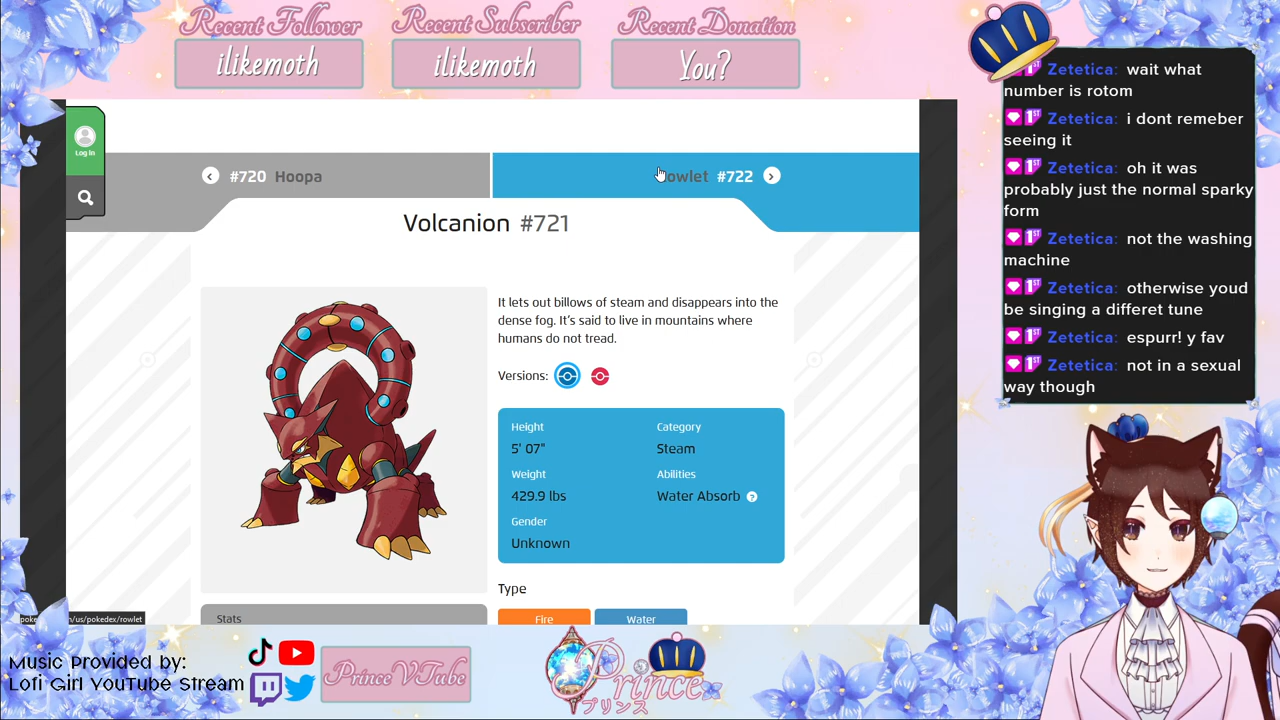 Recent Follower
ilikemoth
Recent Subscriber
ilikemoth
Recent Donation
You?
Log In
#720 Hoopa
#722
Volcanion #721
It lets out billows of steam and disappears into the
dense fog. It's said to live in mountains where
humans do not tread.
Versions:
Height
5' 07"
Category
Steam
Weight
429.9 lbs
Abilities
Water Absorb ?
Gender
Unknown
Type
Fire
Water
Stats
Zetetica: wait what
number is rotom
Zetetica: i dont remeber
seeing it
Zetetica: oh it was
probably just the normal sparky
form
Zetetica: not the washing
machine
Zetetica: otherwise youd
be singing a differet tune
Zetetica: espurr! y fav
Zetetica: not in a sexual
way though
Music Provided by:
Lofi Girl YouTube Stream
PrinceVTube
Prince
プリンス